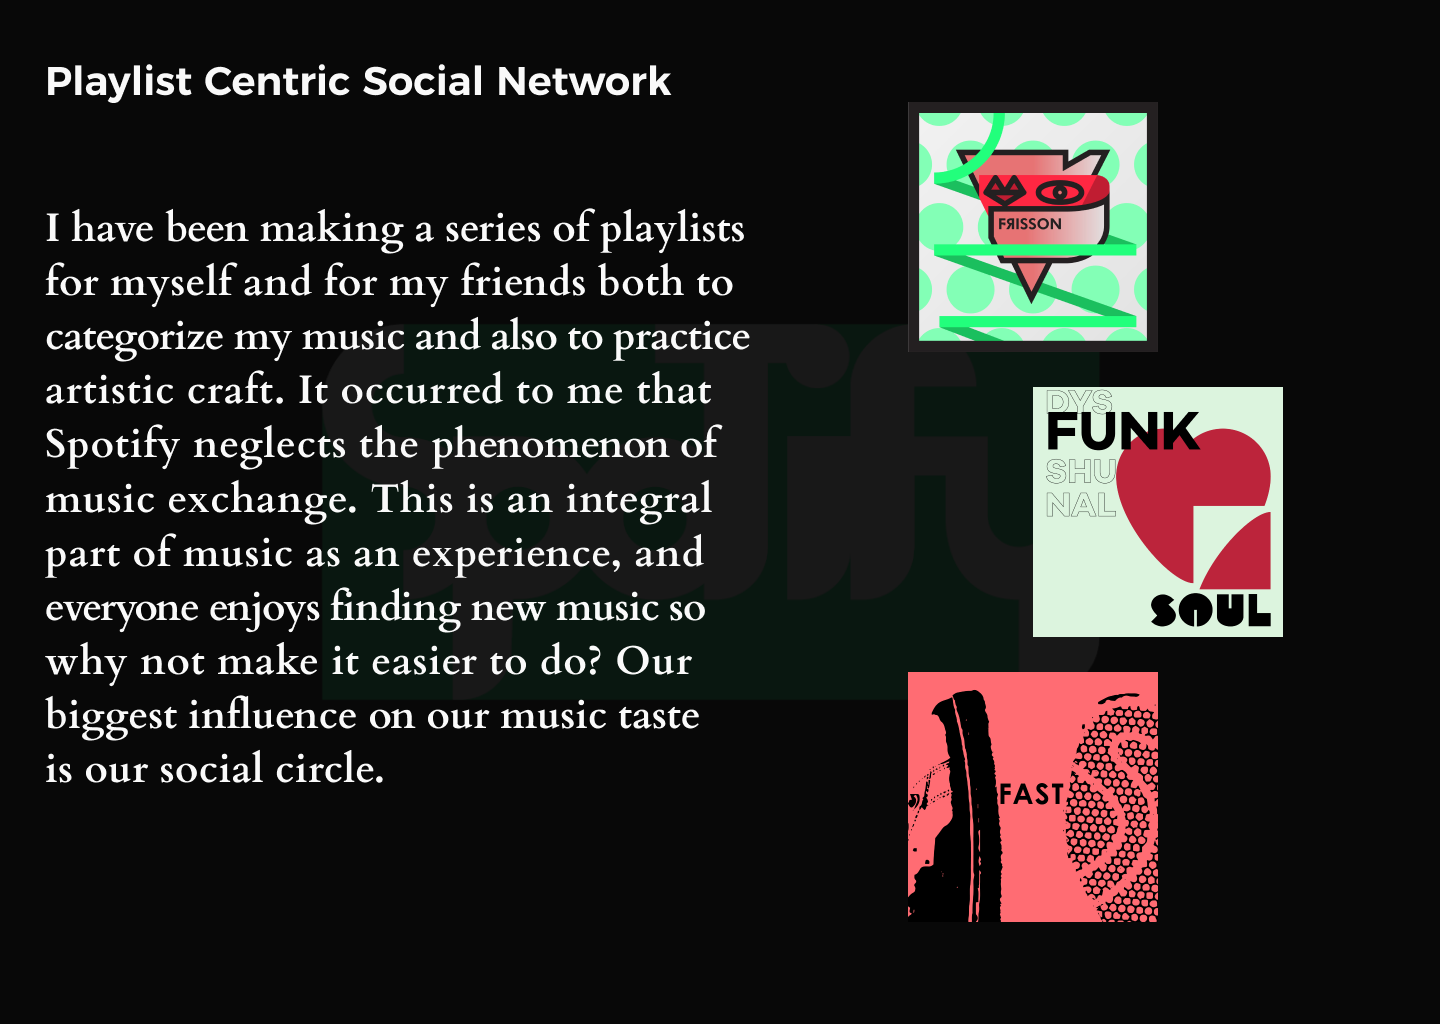 Playlist Centric Social Network
I have been making a series of playlists
for myself and for my friends both to
categorize my music and also to practice
artistic craft. It occurred to me that
Spotify neglects the phenomenon of
music exchange. This is an integral
part of music as an experience, and
everyone enjoys finding new music so
why not make it easier to do? Our
biggest influence on our music taste
is our social circle.
Spotify
FЯISSON
DYS
FUNK
SHU
NAL
SOUL
FAST